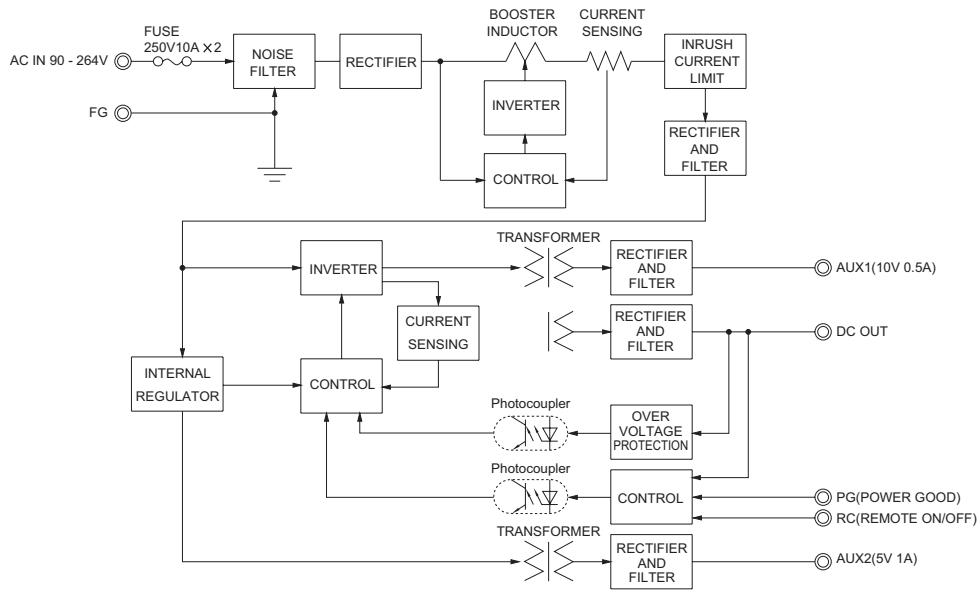 BOOSTER
INDUCTOR
CURRENT
SENSING
FUSE
250V10A×2
AC IN 90 - 264V
NOISE
FILTER
RECTIFIER
INRUSH
CURRENT
LIMIT
INVERTER
FG
RECTIFIER
AND
FILTER
CONTROL
TRANSFORMER
INVERTER
RECTIFIER
AND
FILTER
AUX1(10V 0.5A)
CURRENT
SENSING
RECTIFIER
AND
FILTER
DC OUT
INTERNAL
REGULATOR
CONTROL
Photocoupler
OVER
VOLTAGE
PROTECTION
Photocoupler
CONTROL
PG(POWER GOOD)
RC(REMOTE ON/OFF)
TRANSFORMER
RECTIFIER
AND
FILTER
AUX2(5V 1A)